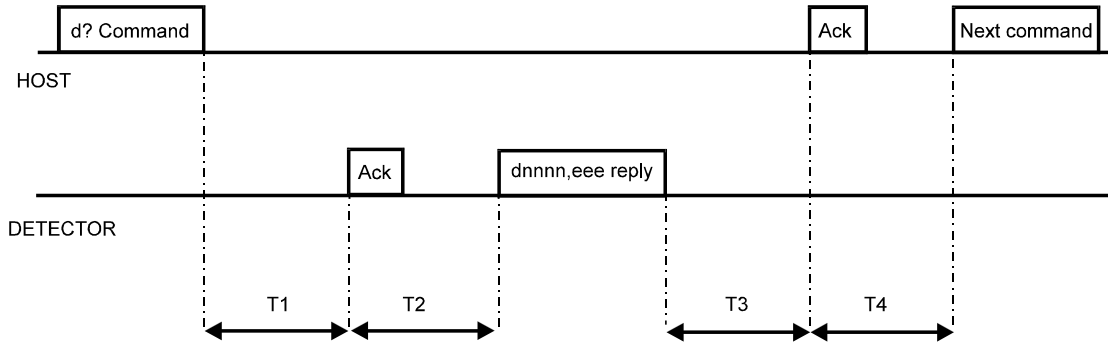 d? Command
Ack
Next command
HOST
Ack
dnnnn,eee reply
DETECTOR
T1
T2
T3
T4